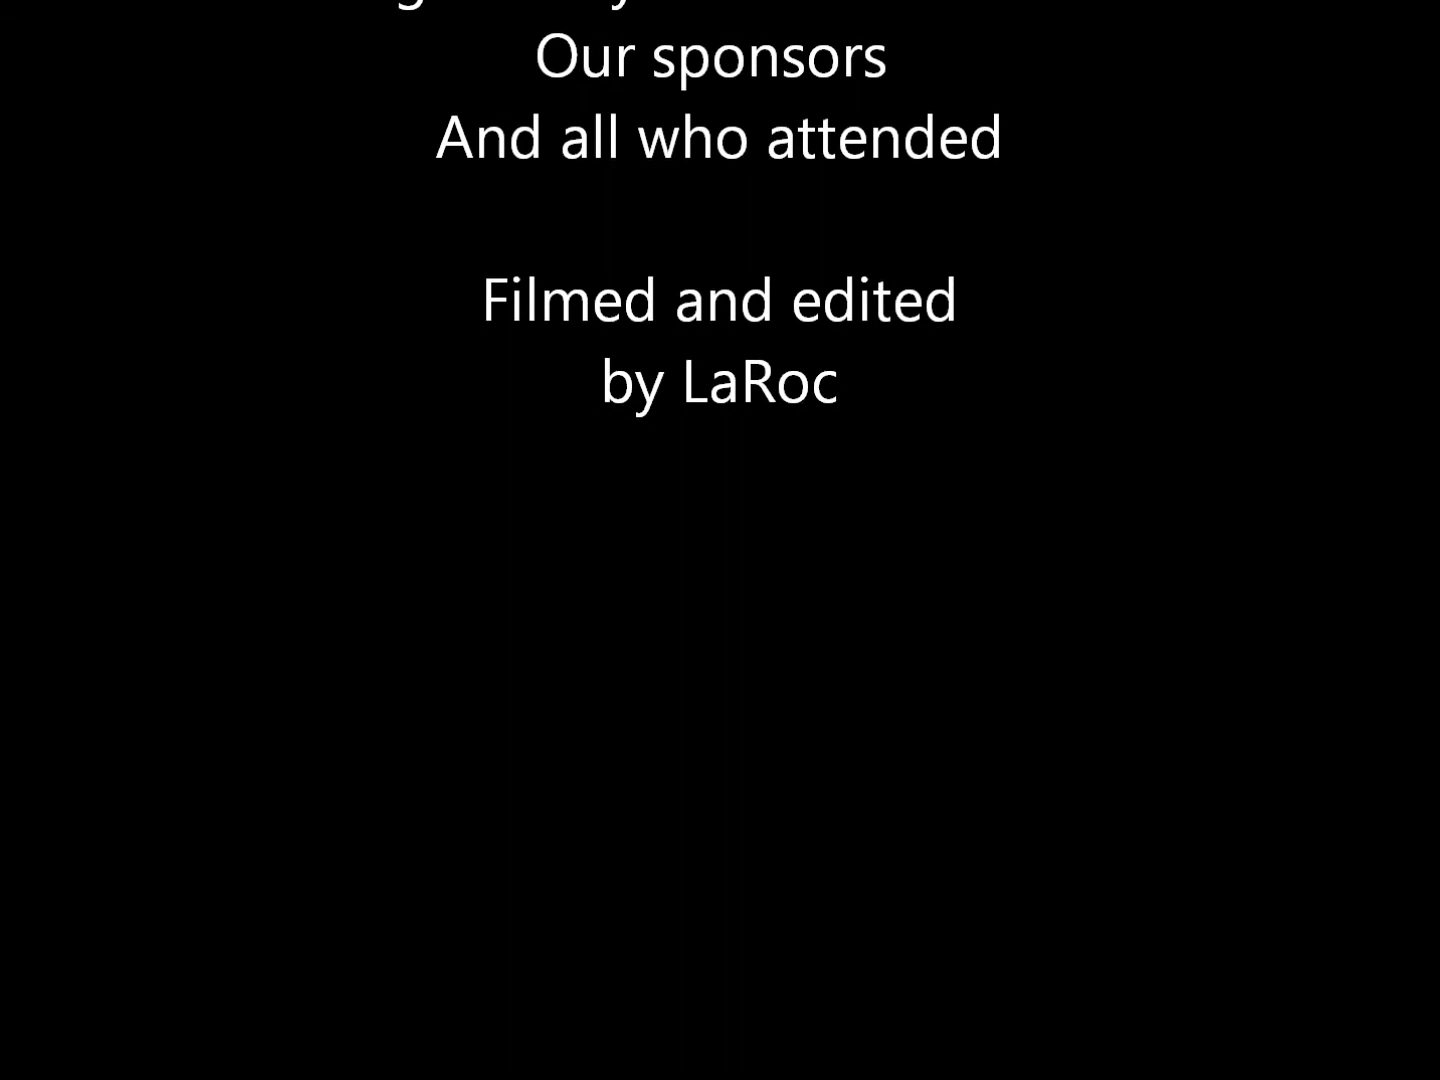 Our sponsors
And all who attended
Filmed and edited
by LaRoc